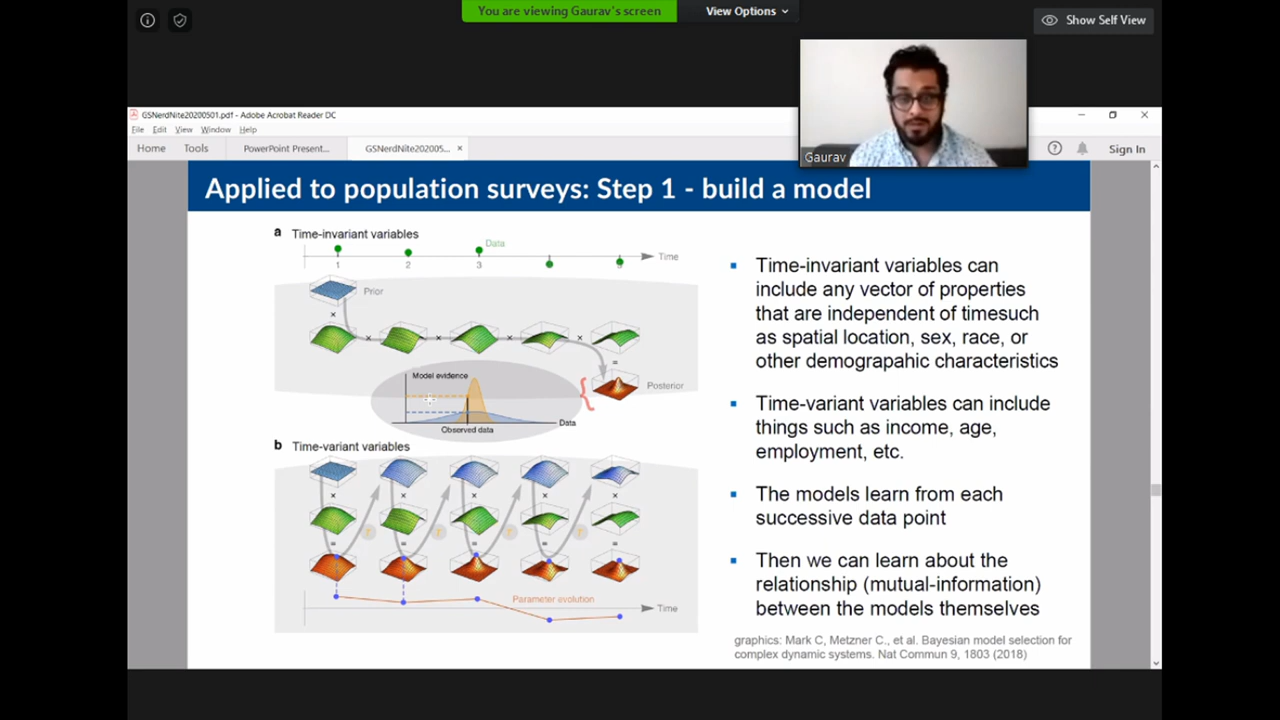 You are viewing Gaurav's screen
View Options
Show Self View
Gaurav
GSNerdNite20200501.pdf - Adobe Acrobat Reader DC
File Edit View Window Help
Home Tools PowerPoint Present... GSNerdNite202005... × Sign In
Applied to population surveys: Step 1 - build a model
a Time-invariant variables
Data
Time
1 2 3
Prior
×
× × × ×
=
Model evidence
Posterior
Data
Observed data
b Time-variant variables
× × × × ×
= = = = =
Parameter evolution
Time
Time-invariant variables can
include any vector of properties
that are independent of timesuch
as spatial location, sex, race, or
other demograpahic characteristics
Time-variant variables can include
things such as income, age,
employment, etc.
The models learn from each
successive data point
Then we can learn about the
relationship (mutual-information)
between the models themselves
graphics: Mark C, Metzner C., et al. Bayesian model selection for
complex dynamic systems. Nat Commun 9, 1803 (2018)